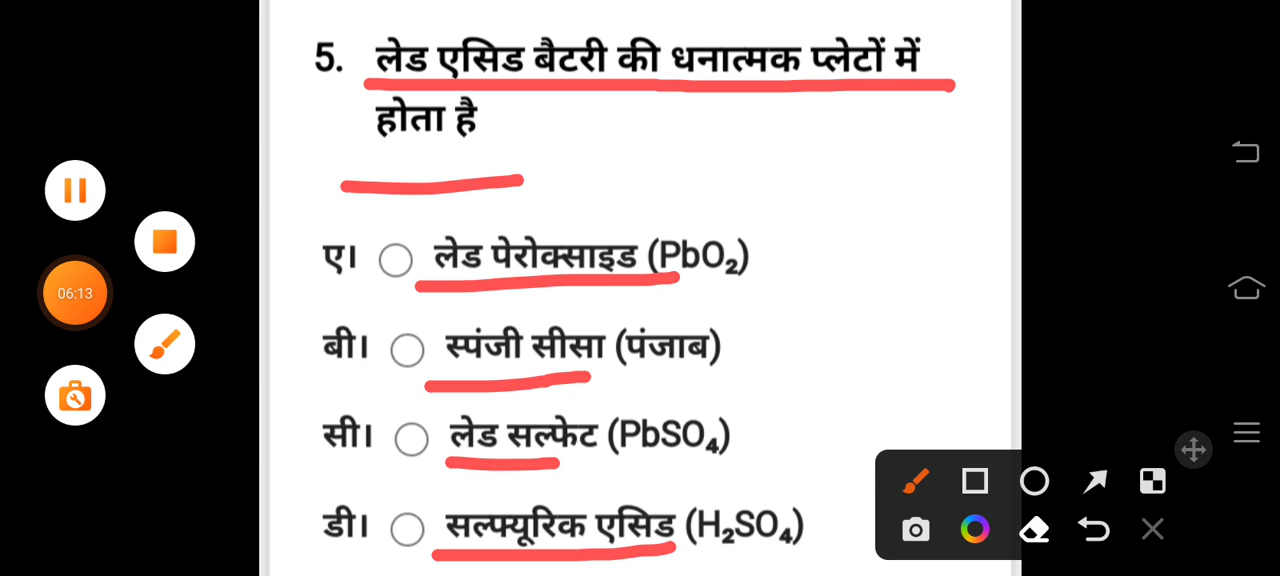 5. लेड एसिड बैटरी की धनात्मक प्लेटों में
होता है
ए। लेड पेरोक्साइड (PbO₂)
06:13
बी। स्पंजी सीसा (पंजाब)
सी। लेड सल्फेट (PbSO₄)
डी। सल्फ्यूरिक एसिड (H₂SO₄)